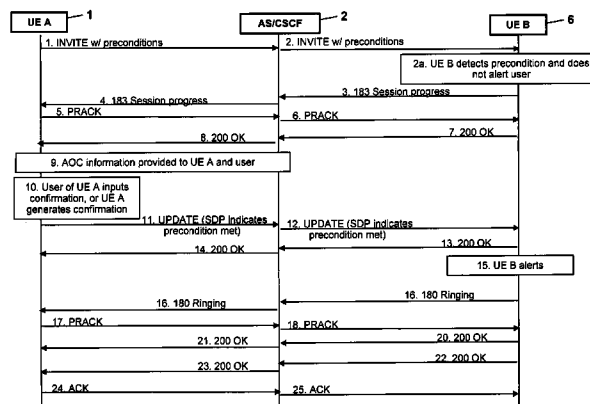 UE A
1
AS/CSCF
2
UE B
6
1. INVITE w/ preconditions
2. INVITE w/ preconditions
2a. UE B detects precondition and does
not alert user
3. 183 Session progress
4. 183 Session progress
5. PRACK
6. PRACK
7. 200 OK
8. 200 OK
9. AOC information provided to UE A and user
10. User of UE A inputs
confirmation, or UE A
generates confirmation
11. UPDATE (SDP indicates
precondition met)
12. UPDATE (SDP indicates
precondition met)
13. 200 OK
14. 200 OK
15. UE B alerts
16. 180 Ringing
16. 180 Ringing
17. PRACK
18. PRACK
20. 200 OK
21. 200 OK
22. 200 OK
23. 200 OK
24. ACK
25. ACK